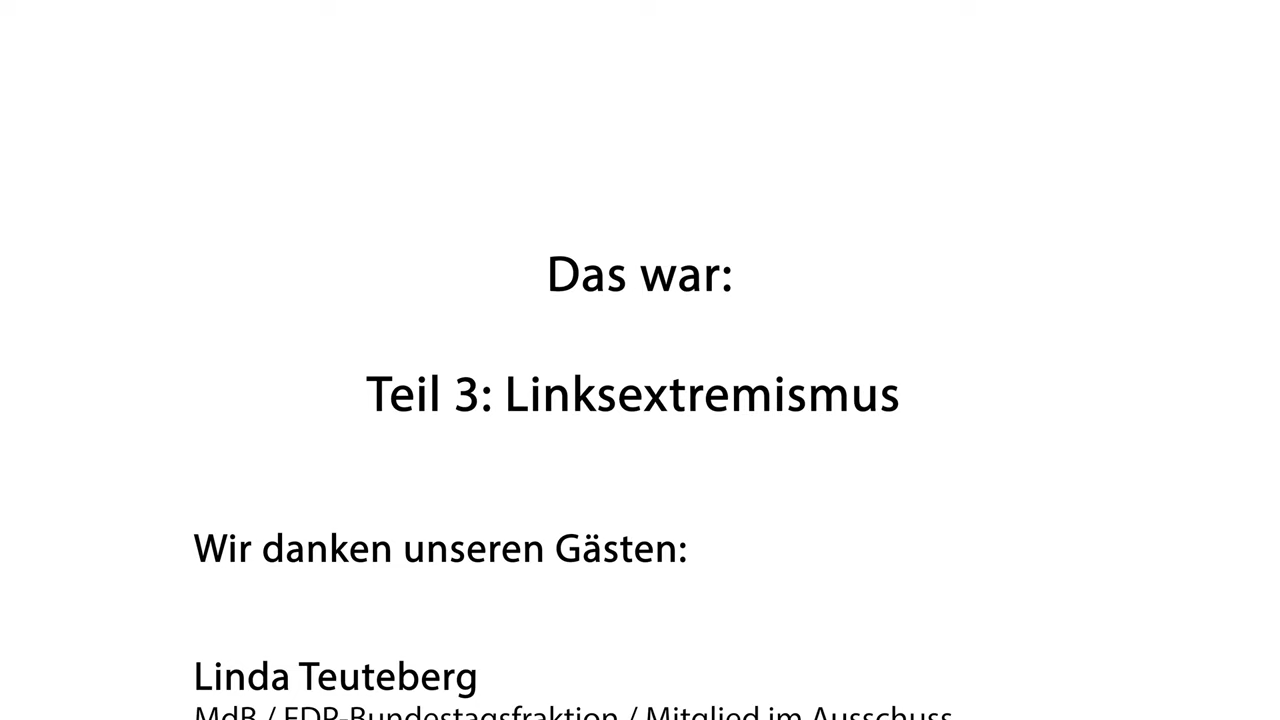 Das war:
Teil 3: Linksextremismus
Wir danken unseren Gästen:
Linda Teuteberg
MdB / FDP-Bundestagsfraktion / Mitglied im Ausschuss